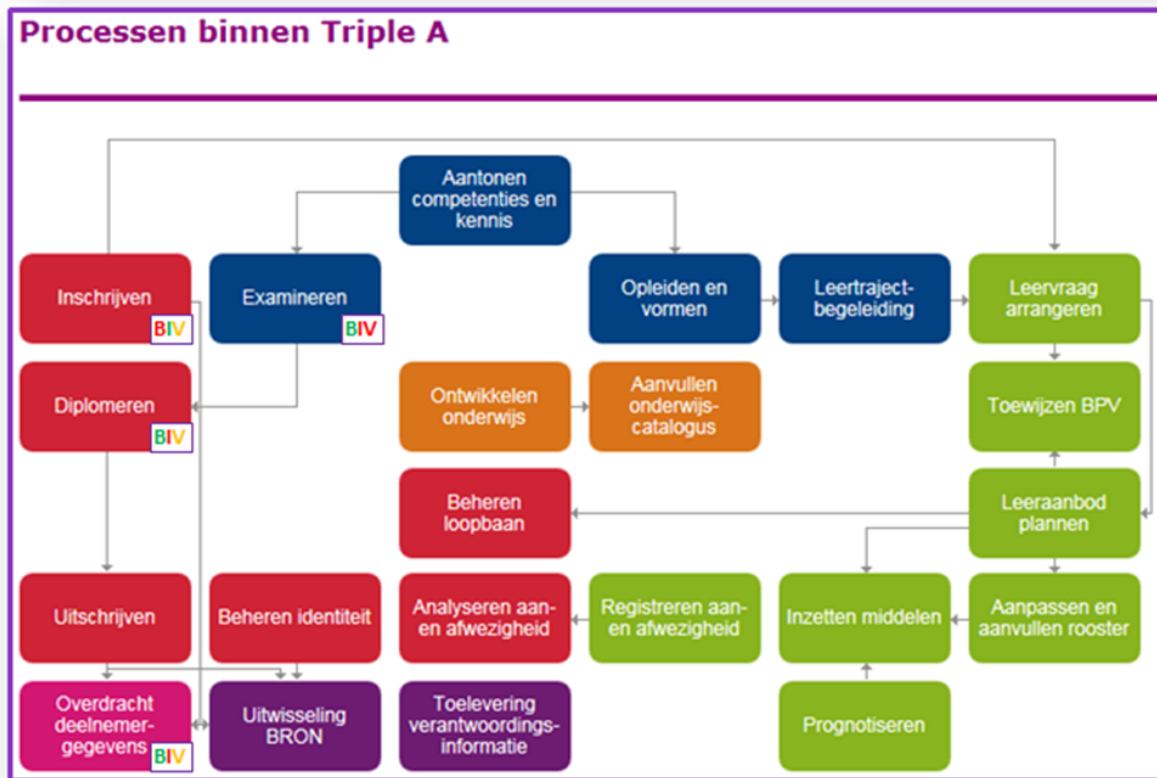 Processen binnen Triple A
Aantonen
competenties en
kennis
Inschrijven
BIV
Examineren
BIV
Opleiden en
vormen
Leertraject-
begeleiding
Leervraag
arrangeren
Diplomeren
BIV
Ontwikkelen
onderwijs
Aanvullen
onderwijs-
catalogus
Toewijzen BPV
Beheren
loopbaan
Leeraanbod
plannen
Uitschrijven
Beheren identiteit
Analyseren aan-
en afwezigheid
Registreren aan-
en afwezigheid
Inzetten middelen
Aanpassen en
aanvullen rooster
Overdracht
deelnemer-
gegevens
BIV
Uitwisseling
BRON
Toelevering
verantwoordings-
informatie
Prognotiseren